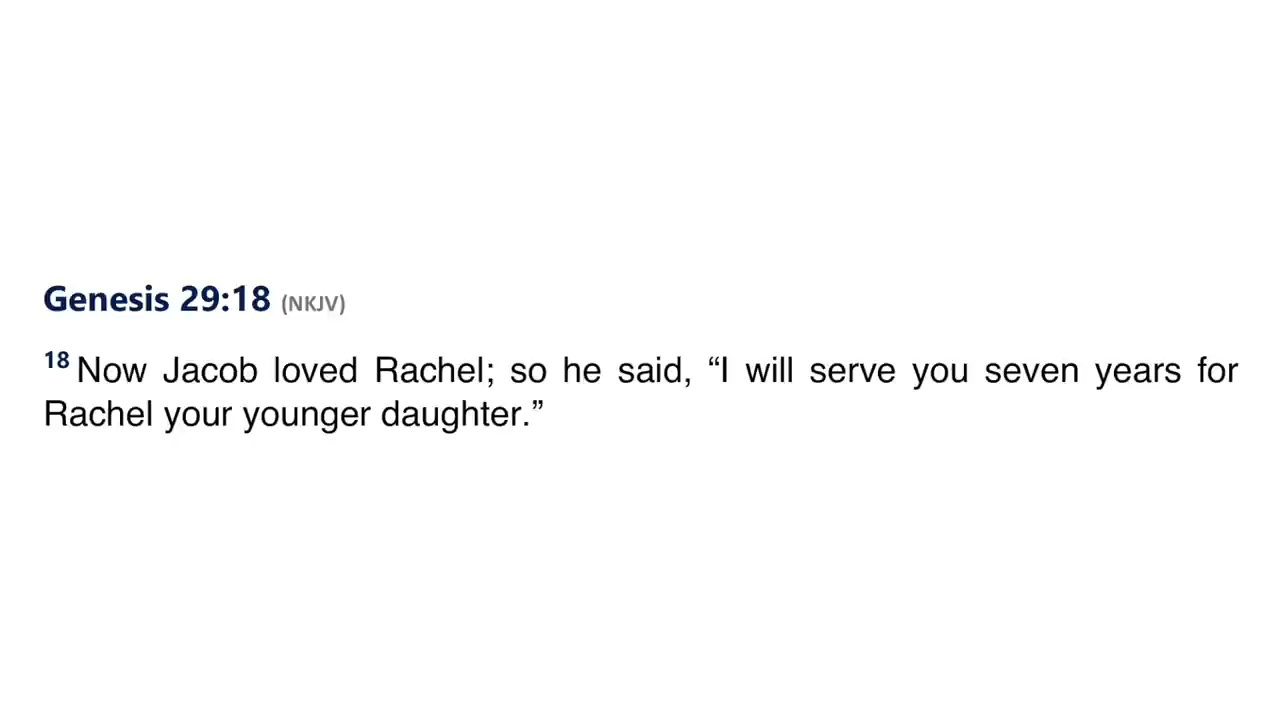 Genesis 29:18 (NKJV)
18 Now Jacob loved Rachel; so he said, “I will serve you seven years for
Rachel your younger daughter.”